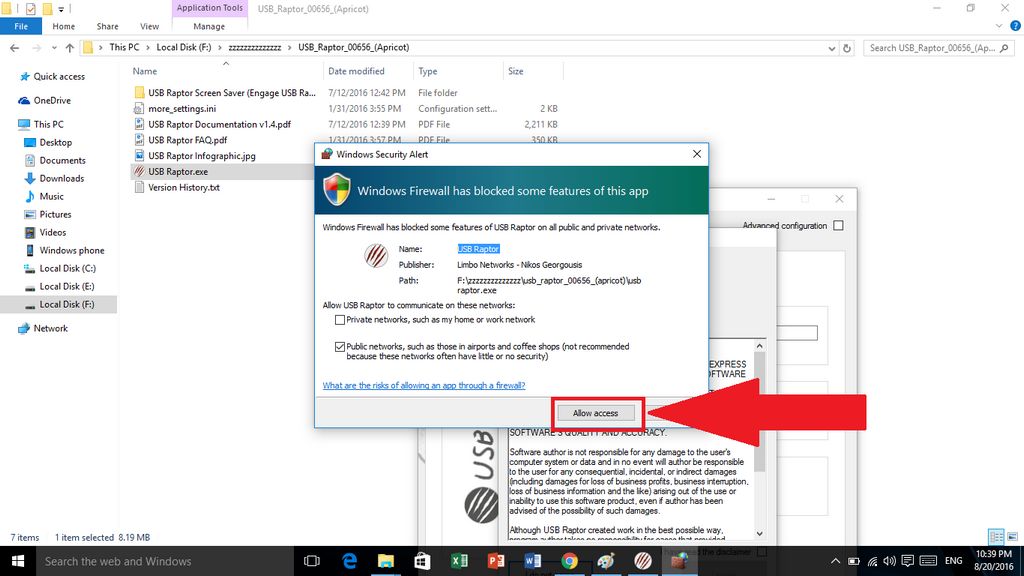 Application Tools
USB_Raptor_00656_(Apricot)
File
Home
Share
View
Manage
This PC
Local Disk (F:)
zzzzzzzzzzzzzz
USB_Raptor_00656_(Apricot)
Search USB_Raptor_00656_(Ap...
Name
Date modified
Type
Size
Quick access
OneDrive
This PC
Desktop
Documents
Downloads
Music
Pictures
Videos
Windows phone
Local Disk (C:)
Local Disk (E:)
Local Disk (F:)
Network
USB Raptor Screen Saver (Engage USB Ra... 7/12/2016 12:42 PM File folder
more_settings.ini 1/31/2016 3:55 PM Configuration sett... 2 KB
USB Raptor Documentation v1.4.pdf 7/12/2016 12:39 PM PDF File 2,211 KB
USB Raptor FAQ.pdf 1/31/2016 3:57 PM PDF File 350 KB
USB Raptor Infographic.jpg
USB Raptor.exe
Version History.txt
Windows Security Alert
Windows Firewall has blocked some features of this app
Windows Firewall has blocked some features of USB Raptor on all public and private networks.
Name: USB Raptor
Publisher: Limbo Networks - Nikos Georgousis
Path: F:\zzzzzzzzzzzzzz\usb_raptor_00656_(apricot)\usb
raptor.exe
Allow USB Raptor to communicate on these networks:
Private networks, such as my home or work network
Public networks, such as those in airports and coffee shops (not recommended
because these networks often have little or no security)
What are the risks of allowing an app through a firewall?
Allow access
Advanced configuration
EXPRESS
OFTWARE
SOFTWARE'S QUALITY AND ACCURACY.
Software author is not responsible for any damage to the user's
computer system or data and in no event will author be responsible
to the user for any consequential, incidental, or indirect damages
(including damages for loss of business profits, business interruption,
loss of business information and the like) arising out of the use or
inability to use this software product, even if author has been
advised of the possibility of such damages.
Although USB Raptor created work in the best possible way,
USB
7 items
1 item selected 8.19 MB
Search the web and Windows
ENG
10:39 PM
8/20/2016